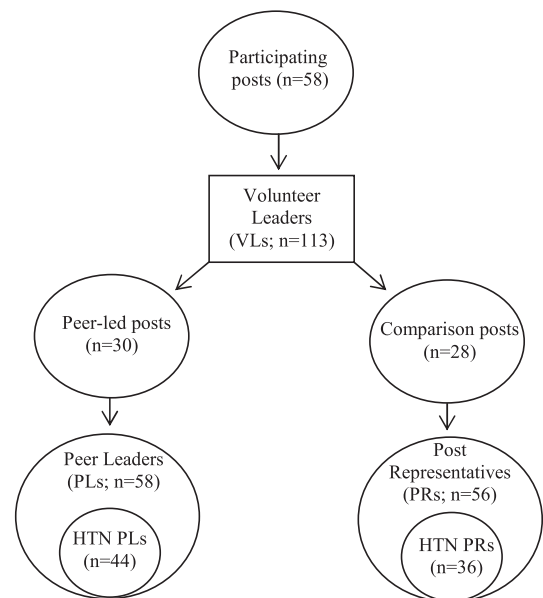 Participating
posts (n=58)
Volunteer
Leaders
(VLs; n=113)
Peer-led posts
(n=30)
Comparison posts
(n=28)
Peer Leaders
(PLs; n=58)
HTN PLs
(n=44)
Post
Representatives
(PRs; n=56)
HTN PRs
(n=36)